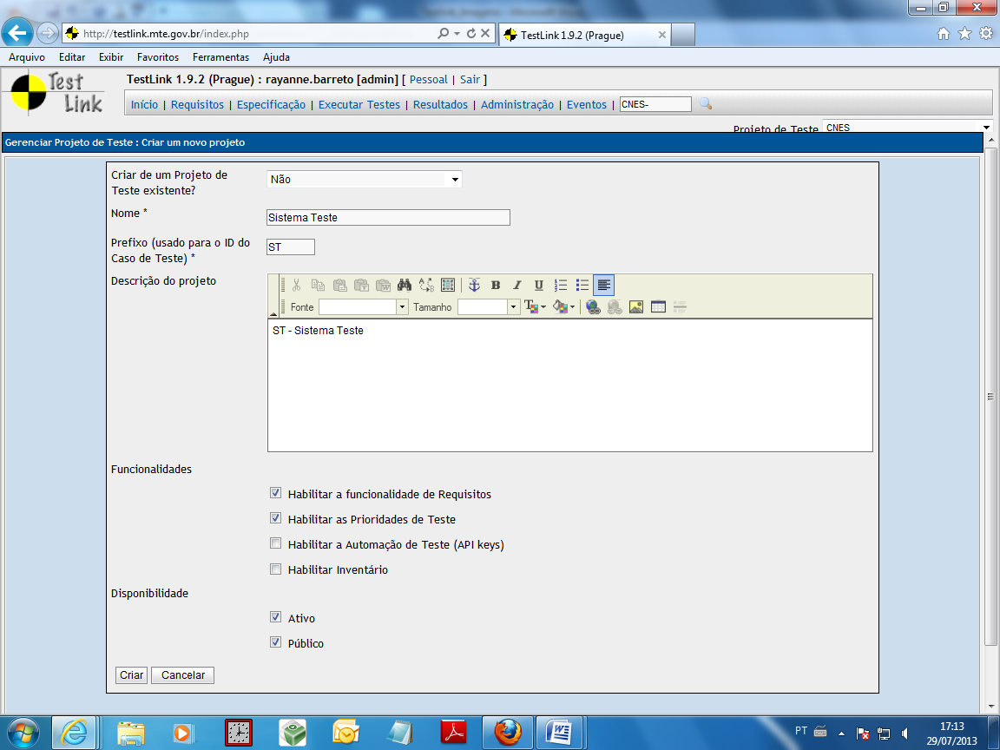 http://testlink.mte.gov.br/index.php
TestLink 1.9.2 (Prague)
Arquivo Editar Exibir Favoritos Ferramentas Ajuda
Test Link
TestLink 1.9.2 (Prague) : rayanne.barreto [admin] [ Pessoal | Sair ]
Início | Requisitos | Especificação | Executar Testes | Resultados | Administração | Eventos | CNES-
Projeto de Teste CNES
Gerenciar Projeto de Teste : Criar um novo projeto
Criar de um Projeto de
Teste existente?
Não
Nome *
Sistema Teste
Prefixo (usado para o ID do
Caso de Teste) *
ST
Descrição do projeto
B I U
Fonte Tamanho
ST - Sistema Teste
Funcionalidades
Habilitar a funcionalidade de Requisitos
Habilitar as Prioridades de Teste
Habilitar a Automação de Teste (API keys)
Habilitar Inventário
Disponibilidade
Ativo
Público
Criar Cancelar
PT
17:13
29/07/2013